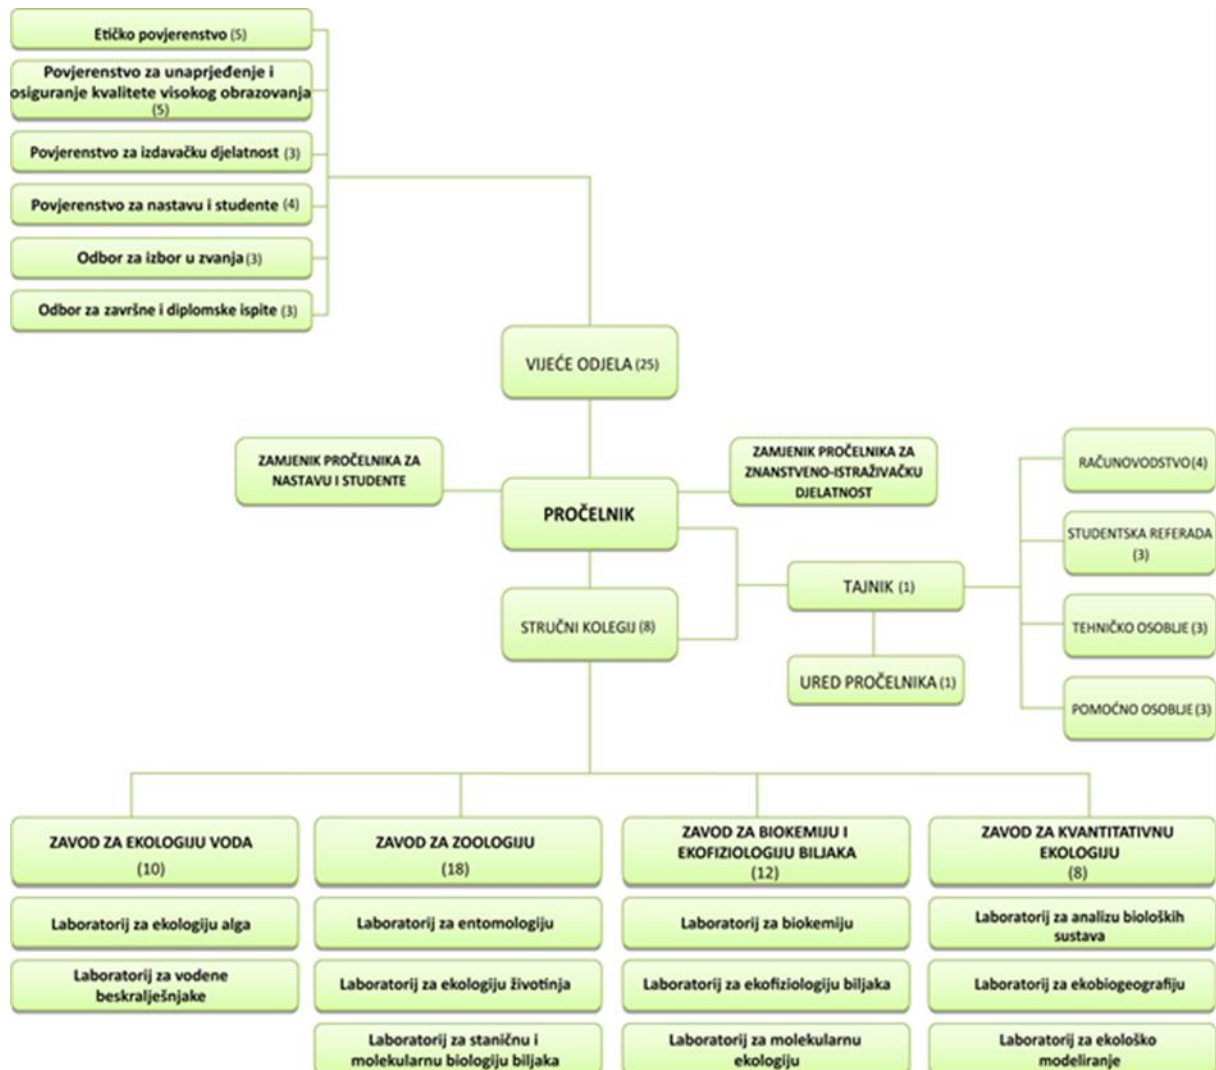 Etičko povjerenstvo (5)
Povjerenstvo za unaprjeđenje i
osiguranje kvalitete visokog obrazovanja
(5)
Povjerenstvo za izdavačku djelatnost (3)
Povjerenstvo za nastavu i studente (4)
Odbor za izbor u zvanja (3)
Odbor za završne i diplomske ispite (3)
VIJEĆE ODJELA (25)
ZAMJENIK PROČELNIKA ZA
NASTAVU I STUDENTE
ZAMJENIK PROČELNIKA ZA
ZNANSTVENO-ISTRAŽIVAČKU
DJELATNOST
PROČELNIK
STRUČNI KOLEGIJ (8)
TAJNIK (1)
URED PROČELNIKA (1)
RAČUNOVODSTVO (4)
STUDENTSKA REFERADA
(3)
TEHNIČKO OSOBLJE (3)
POMOĆNO OSOBLJE (3)
ZAVOD ZA EKOLOGIJU VODA
(10)
Laboratorij za ekologiju alga
Laboratorij za vodene
beskralješnjake
ZAVOD ZA ZOOLOGIJU
(18)
Laboratorij za entomologiju
Laboratorij za ekologiju životinja
Laboratorij za staničnu i
molekularnu biologiju biljaka
ZAVOD ZA BIOKEMIJU I
EKOFIZIOLOGIJU BILJAKA
(12)
Laboratorij za biokemiju
Laboratorij za ekofiziologiju biljaka
Laboratorij za molekularnu
ekologiju
ZAVOD ZA KVANTITATIVNU
EKOLOGIJU
(8)
Laboratorij za analizu bioloških
sustava
Laboratorij za ekobiogeografiju
Laboratorij za ekološko
modeliranje